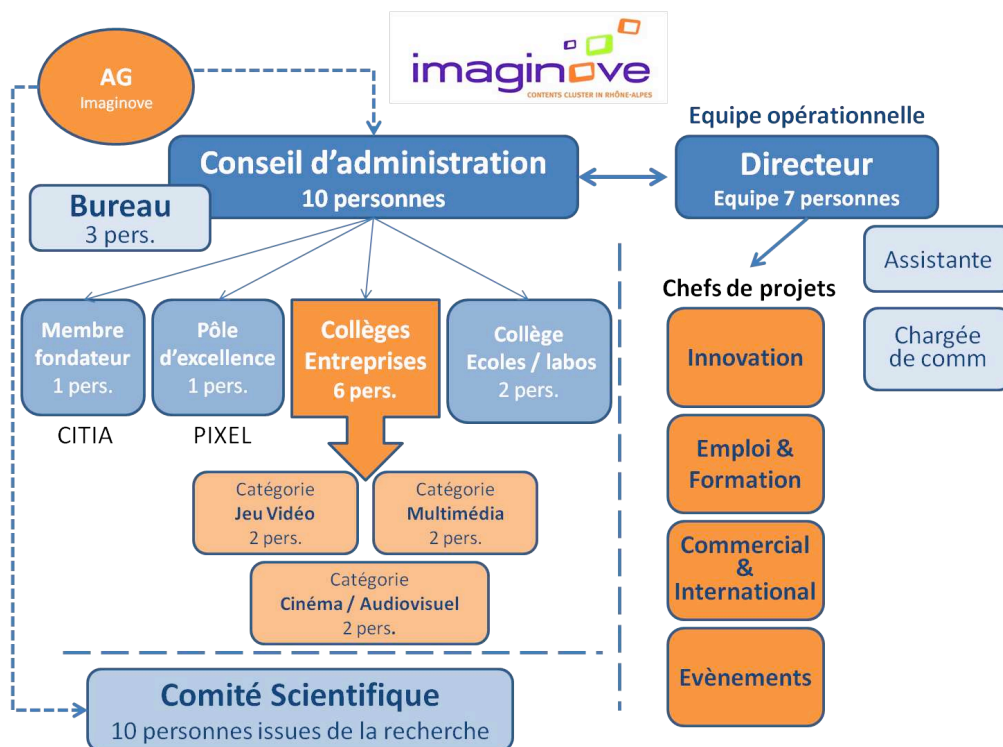 imaginove
CONTENTS CLUSTER IN RHÔNE-ALPES
AG
Imaginove
Equipe opérationnelle
Conseil d'administration
10 personnes
Directeur
Equipe 7 personnes
Bureau
3 pers.
Assistante
Chargée
de comm
Chefs de projets
Innovation
Emploi &
Formation
Commercial
&
International
Evènements
Membre
fondateur
1 pers.
CITIA
Pôle
d'excellence
1 pers.
PIXEL
Collèges
Entreprises
6 pers.
Collège
Ecoles / labos
2 pers.
Catégorie
Jeu Vidéo
2 pers.
Catégorie
Multimédia
2 pers.
Catégorie
Cinéma / Audiovisuel
2 pers.
Comité Scientifique
10 personnes issues de la recherche